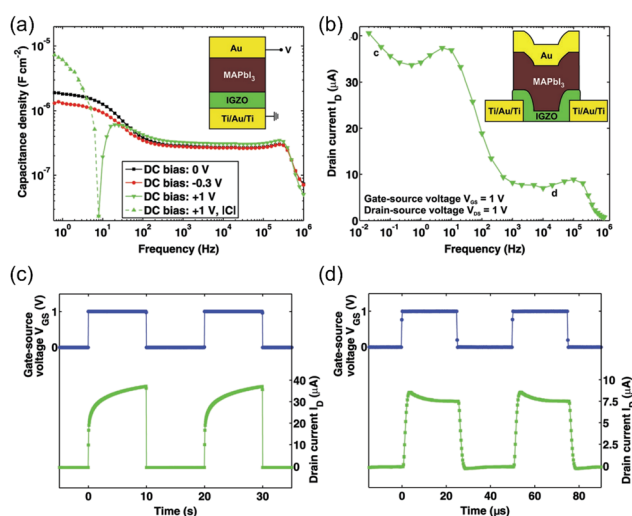 (a)
Capacitance density (F cm⁻²)
10⁻⁵
10⁻⁶
10⁻⁷
Au
V
MAPbI₃
IGZO
Ti/Au/Ti
DC bias: 0 V
DC bias: -0.3 V
DC bias: +1 V
DC bias: +1 V, |C|
10⁰ 10¹ 10² 10³ 10⁴ 10⁵ 10⁶
Frequency (Hz)
(b)
Drain current I_D (µA)
30
20
10
0
c
d
Au
MAPbI₃
Ti/Au/Ti
IGZO
Ti/Au/Ti
Gate-source voltage V_GS = 1 V
Drain-source voltage V_DS = 1 V
10⁻² 10⁻¹ 10⁰ 10¹ 10² 10³ 10⁴ 10⁵ 10⁶
Frequency (Hz)
(c)
Gate-source
voltage V_GS (V)
1
0
40
30
20
10
0
Drain current I_D (µA)
0 10 20 30
Time (s)
(d)
Gate-source
voltage V_GS (V)
1
0
10
7.5
5
2.5
0
Drain current I_D (µA)
0 20 40 60 80
Time (µs)